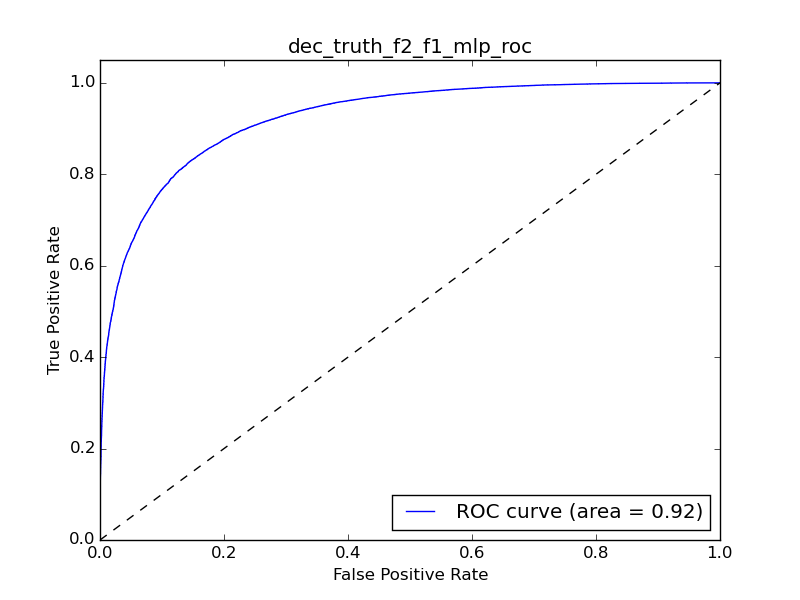 dec_truth_f2_f1_mlp_roc
1.0
0.8
0.6
0.4
0.2
0.0
True Positive Rate
0.0 0.2 0.4 0.6 0.8 1.0
False Positive Rate
ROC curve (area = 0.92)